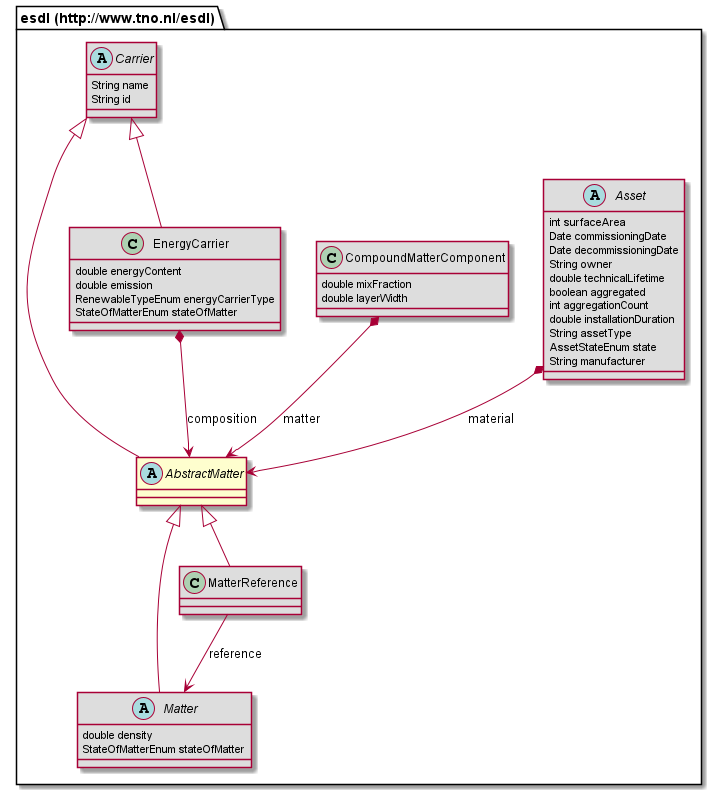 esdl (http://www.tno.nl/esdl)
A Carrier
String name
String id
A Asset
int surfaceArea
Date commissioningDate
Date decommissioningDate
String owner
double technicalLifetime
boolean aggregated
int aggregationCount
double installationDuration
String assetType
AssetStateEnum state
String manufacturer
C EnergyCarrier
double energyContent
double emission
RenewableTypeEnum energyCarrierType
StateOfMatterEnum stateOfMatter
C CompoundMatterComponent
double mixFraction
double layerWidth
composition
matter
material
A AbstractMatter
C MatterReference
reference
A Matter
double density
StateOfMatterEnum stateOfMatter